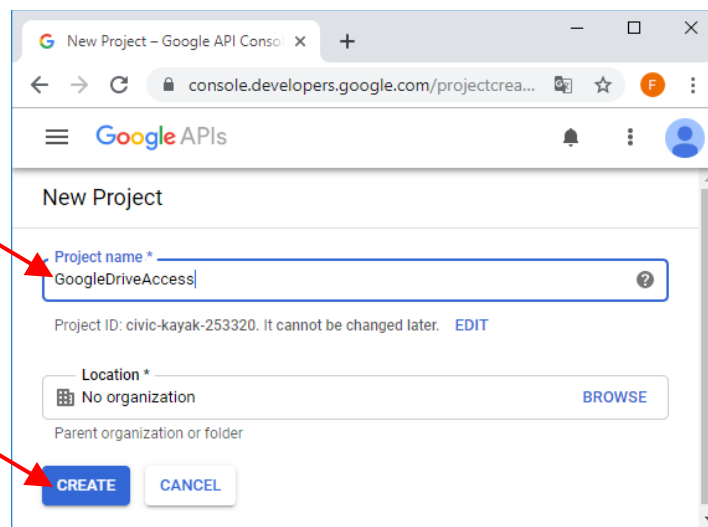 New Project – Google API Consol
console.developers.google.com/projectcrea...
F
Google APIs
New Project
Project name *
GoogleDriveAccess
Project ID: civic-kayak-253320. It cannot be changed later. EDIT
Location *
No organization BROWSE
Parent organization or folder
CREATE CANCEL